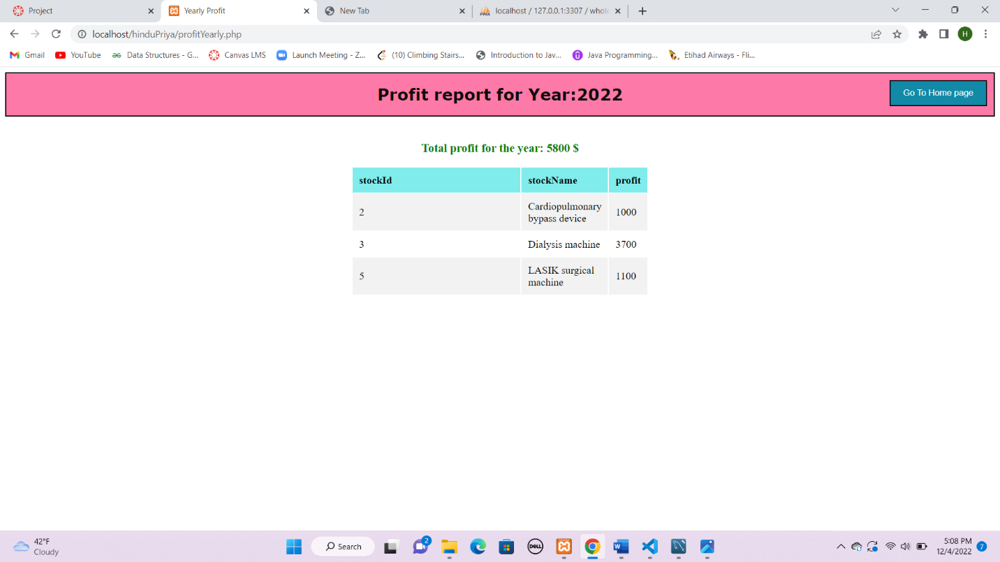 Project
Yearly Profit
New Tab
localhost / 127.0.0.1:3307 / whole
localhost/hinduPriya/profitYearly.php
H
Gmail
YouTube
Data Structures - G...
Canvas LMS
Launch Meeting - Z...
(10) Climbing Stairs...
Introduction to Jav...
Java Programming...
Etihad Airways - Fli...
Profit report for Year:2022
Go To Home page
Total profit for the year: 5800 $
stockId stockName profit
2 Cardiopulmonary bypass device 1000
3 Dialysis machine 3700
5 LASIK surgical machine 1100
42°F
Cloudy
Search
2
DELL
5:08 PM
12/4/2022
7